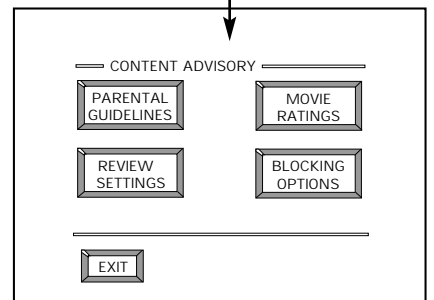 CONTENT ADVISORY
PARENTAL
GUIDELINES
MOVIE
RATINGS
REVIEW
SETTINGS
BLOCKING
OPTIONS
EXIT